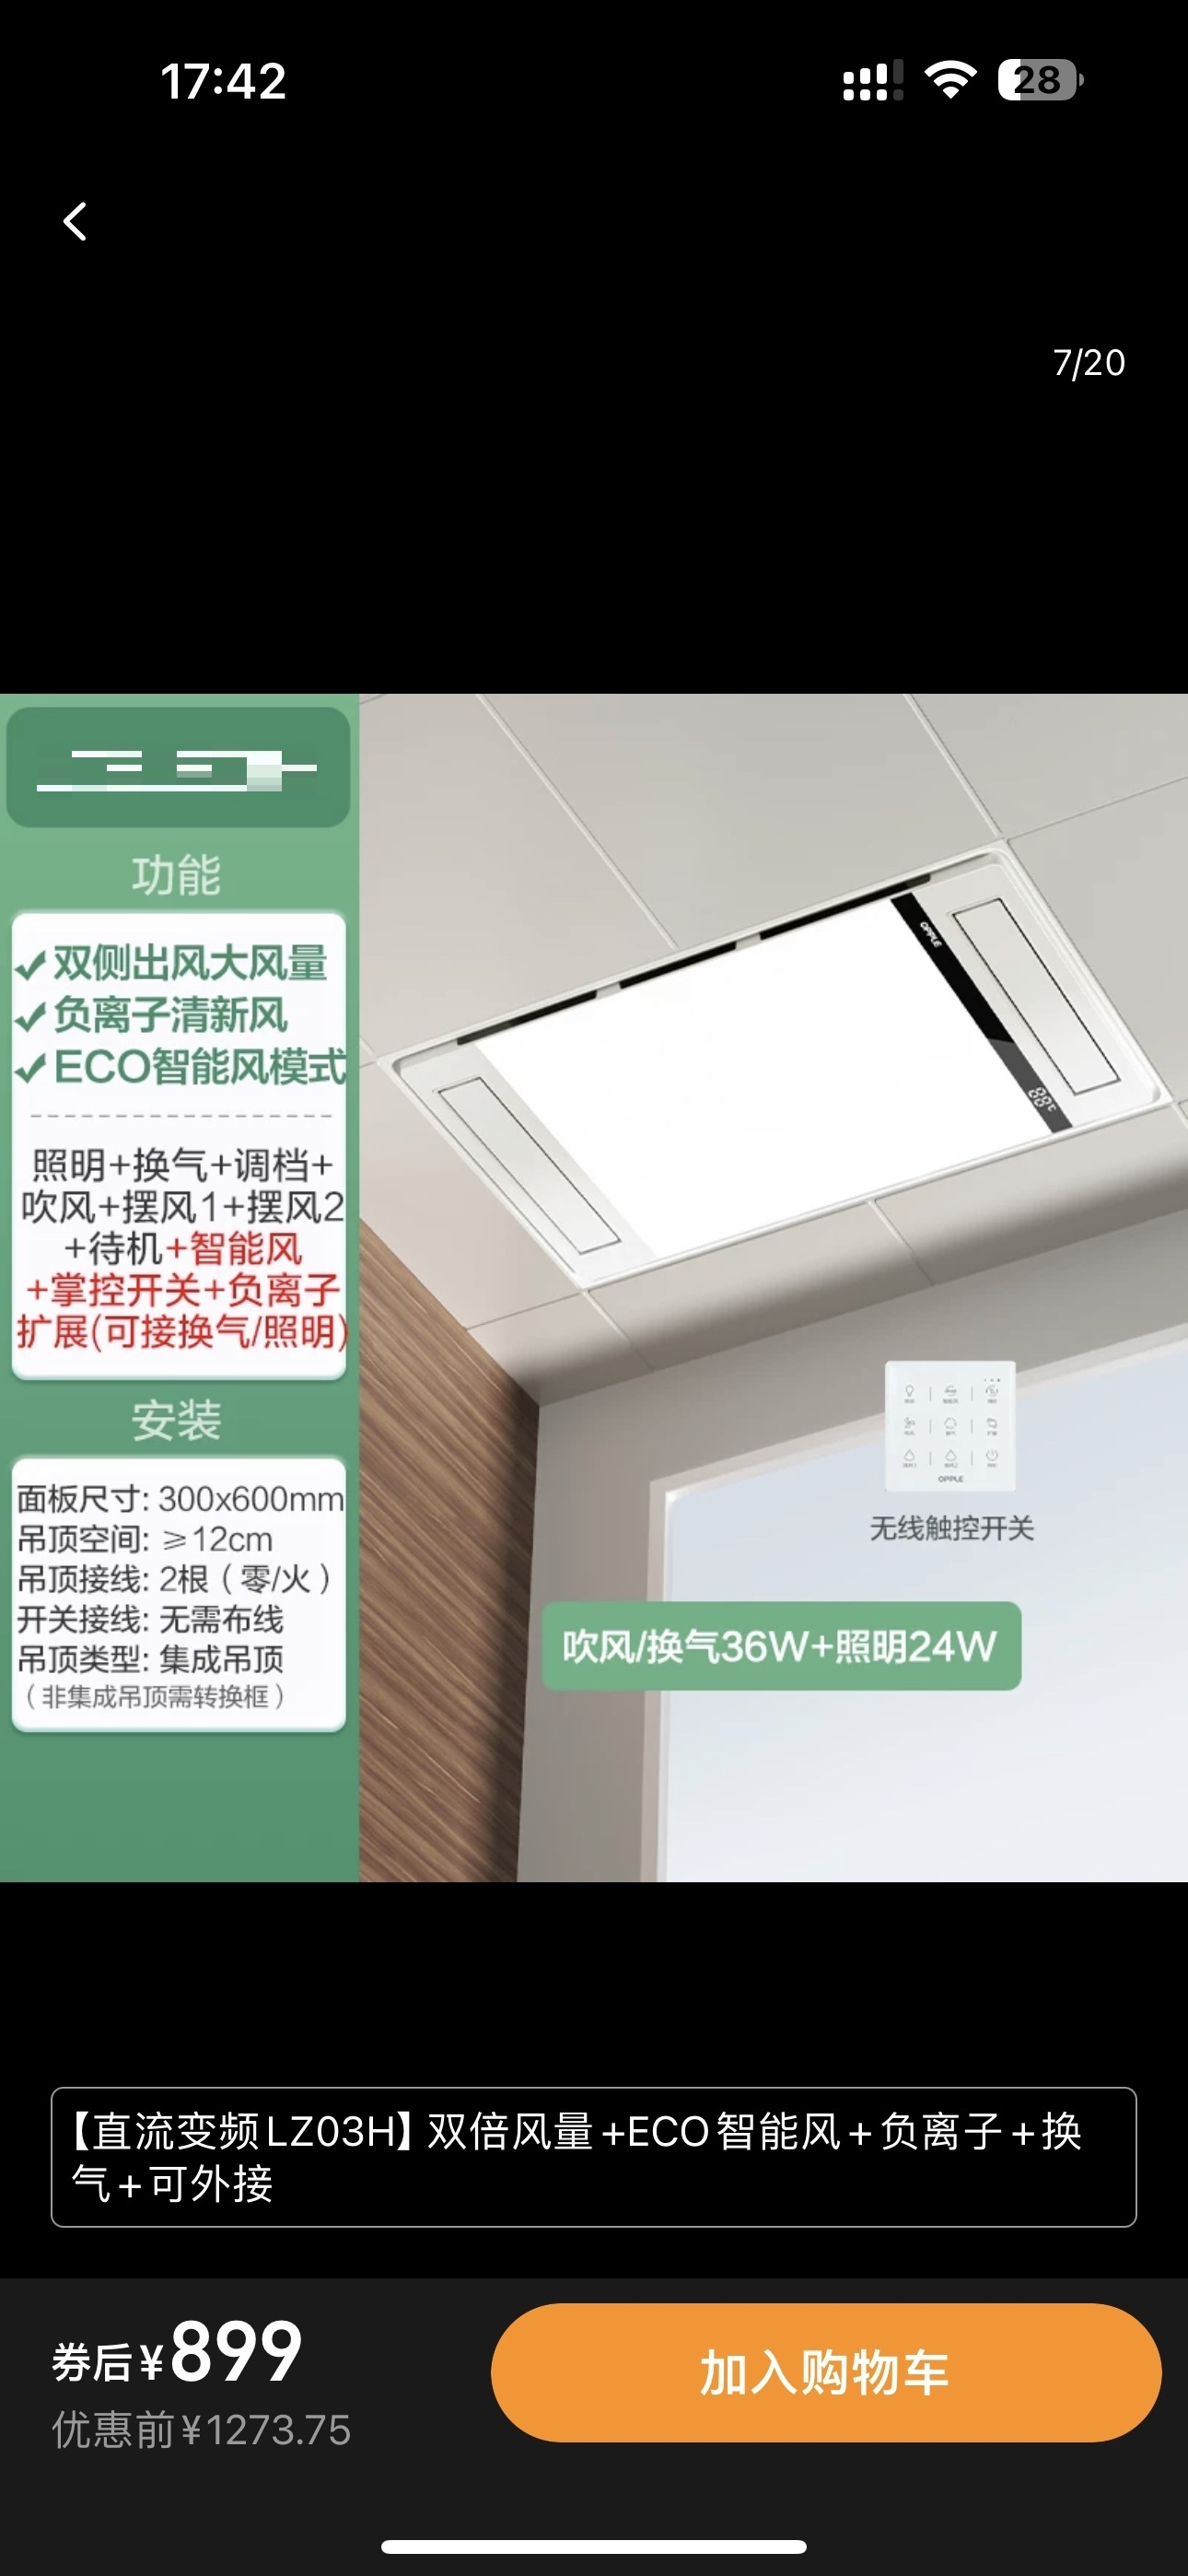 17:42
28
7/20
功能
双侧出风大风量
负离子清新风
ECO智能风模式
照明+换气+调档+
吹风+摆风1+摆风2
+待机+智能风
+掌控开关+负离子
扩展(可接换气/照明)
安装
面板尺寸: 300x600mm
吊顶空间: ≥12cm
吊顶接线: 2根（零/火）
开关接线: 无需布线
吊顶类型: 集成吊顶
（非集成吊顶需转换框）
OPPLE
88℃
OPPLE
无线触控开关
吹风/换气36W+照明24W
【直流变频LZ03H】双倍风量+ECO智能风+负离子+换
气+可外接
券后¥899
优惠前¥1273.75
加入购物车